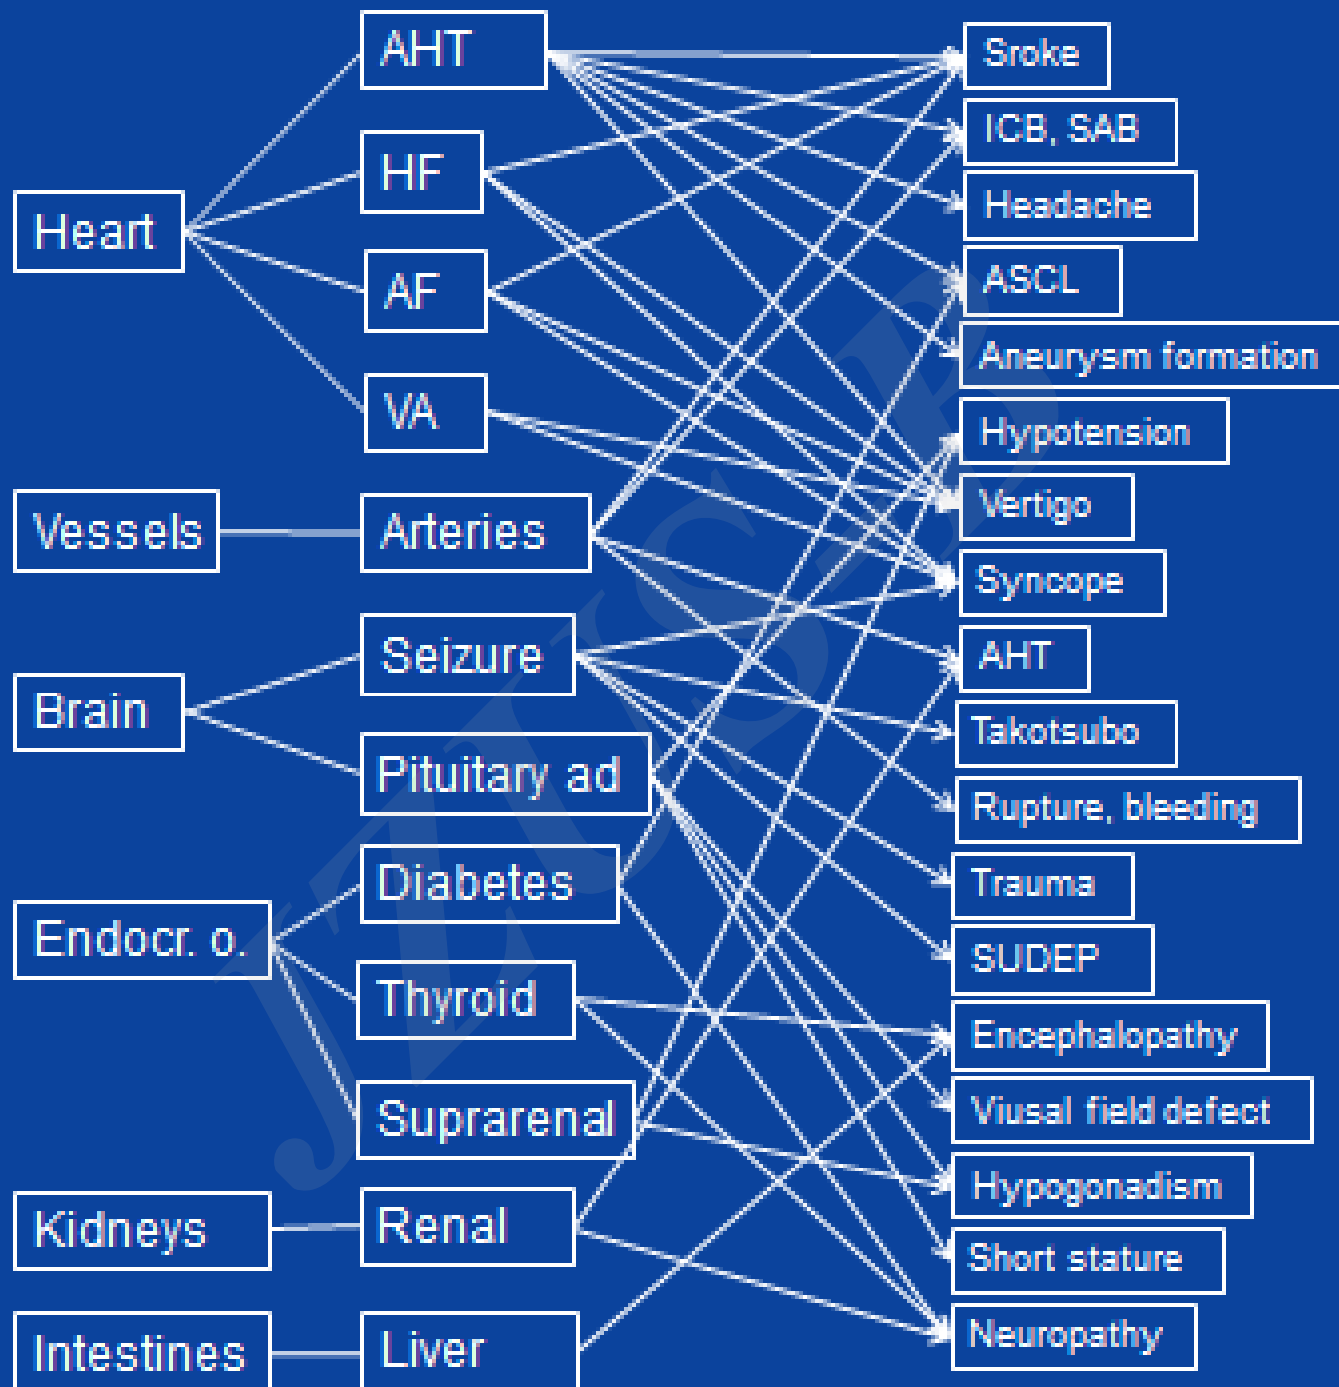 Heart
Vessels
Brain
Endocr. o.
Kidneys
Intestines
AHT
HF
AF
VA
Arteries
Seizure
Pituitary ad
Diabetes
Thyroid
Suprarenal
Renal
Liver
Sroke
ICB, SAB
Headache
ASCL
Aneurysm formation
Hypotension
Vertigo
Syncope
AHT
Takotsubo
Rupture, bleeding
Trauma
SUDEP
Encephalopathy
Viusal field defect
Hypogonadism
Short stature
Neuropathy
JZUS-B